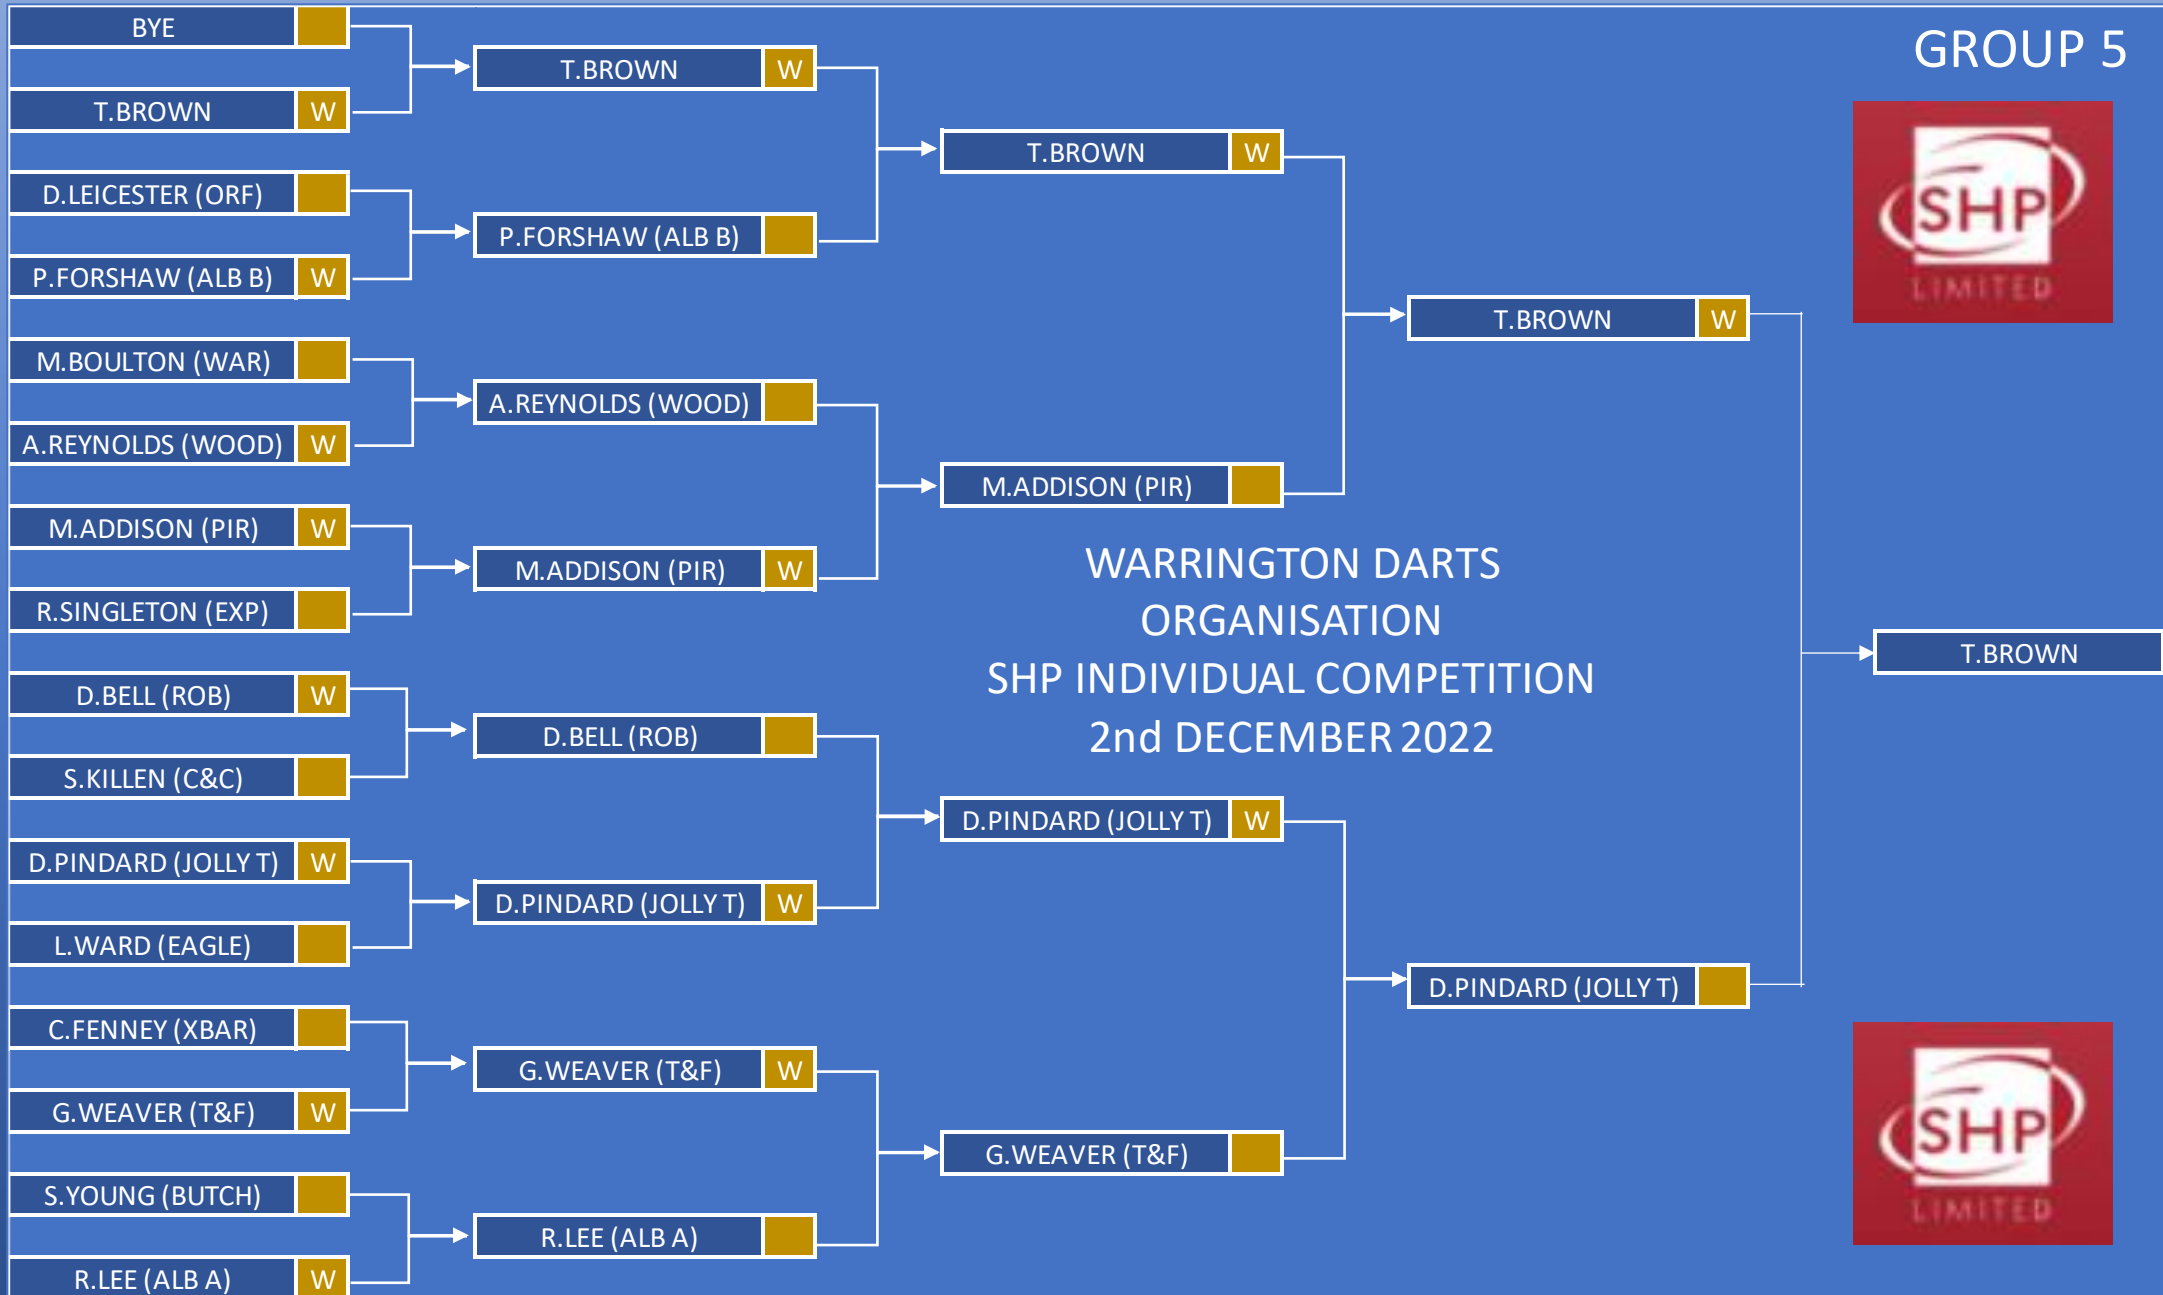 BYE
T.BROWN W
D.LEICESTER (ORF)
P.FORSHAW (ALB B) W
M.BOULTON (WAR)
A.REYNOLDS (WOOD) W
M.ADDISON (PIR) W
R.SINGLETON (EXP)
D.BELL (ROB) W
S.KILLEN (C&C)
D.PINDARD (JOLLY T) W
L.WARD (EAGLE)
C.FENNEY (XBAR)
G.WEAVER (T&F) W
S.YOUNG (BUTCH)
R.LEE (ALB A) W
T.BROWN W
P.FORSHAW (ALB B)
A.REYNOLDS (WOOD)
M.ADDISON (PIR) W
D.BELL (ROB)
D.PINDARD (JOLLY T) W
G.WEAVER (T&F) W
R.LEE (ALB A)
T.BROWN W
M.ADDISON (PIR)
WARRINGTON DARTS
ORGANISATION
SHP INDIVIDUAL COMPETITION
2nd DECEMBER 2022
D.PINDARD (JOLLY T) W
G.WEAVER (T&F)
T.BROWN W
D.PINDARD (JOLLY T)
GROUP 5
SHP
LIMITED
T.BROWN
SHP
LIMITED